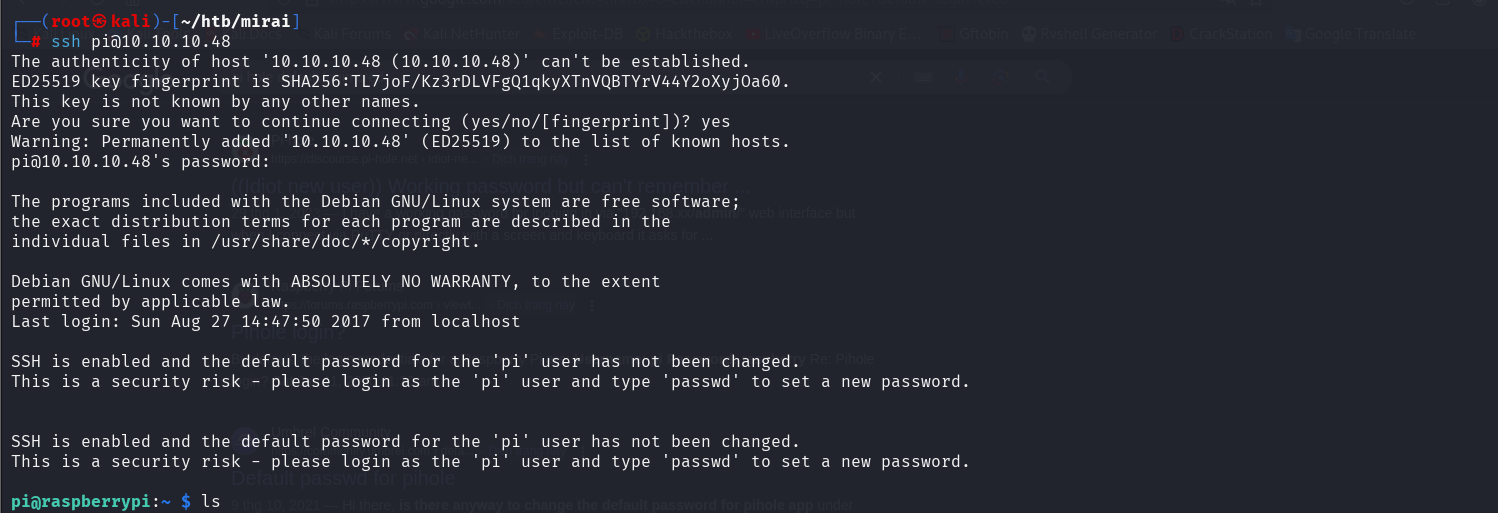 ┌──(root㉿kali)-[~/htb/mirai]
└─# ssh pi@10.10.10.48
The authenticity of host '10.10.10.48 (10.10.10.48)' can't be established.
ED25519 key fingerprint is SHA256:TL7joF/Kz3rDLVFgQ1qkyXTnVQBTYrV44Y2oXyjOa60.
This key is not known by any other names.
Are you sure you want to continue connecting (yes/no/[fingerprint])? yes
Warning: Permanently added '10.10.10.48' (ED25519) to the list of known hosts.
pi@10.10.10.48's password:
The programs included with the Debian GNU/Linux system are free software;
the exact distribution terms for each program are described in the
individual files in /usr/share/doc/*/copyright.
Debian GNU/Linux comes with ABSOLUTELY NO WARRANTY, to the extent
permitted by applicable law.
Last login: Sun Aug 27 14:47:50 2017 from localhost
SSH is enabled and the default password for the 'pi' user has not been changed.
This is a security risk - please login as the 'pi' user and type 'passwd' to set a new password.
SSH is enabled and the default password for the 'pi' user has not been changed.
This is a security risk - please login as the 'pi' user and type 'passwd' to set a new password.
pi@raspberrypi:~ $ ls